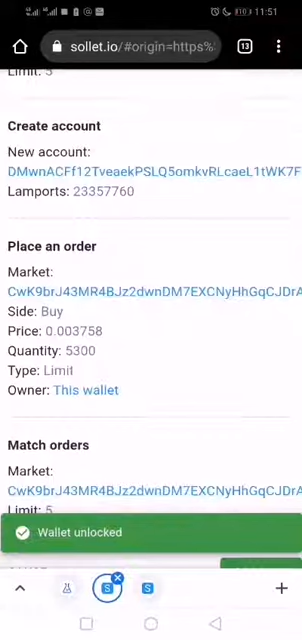 11:51
sollet.io/#origin=https%
13
Limit: 5
Create account
New account:
DMwnACFf12TveaekPSLQ5omkvRLcaeL1tWK7F
Lamports: 23357760
Place an order
Market:
CwK9brJ43MR4BJz2dwnDM7EXCNyHhGqCJDrA
Side: Buy
Price: 0.003758
Quantity: 5300
Type: Limit
Owner: This wallet
Match orders
Market:
CwK9brJ43MR4BJz2dwnDM7EXCNyHhGqCJDrA
Limit: 5
Wallet unlocked